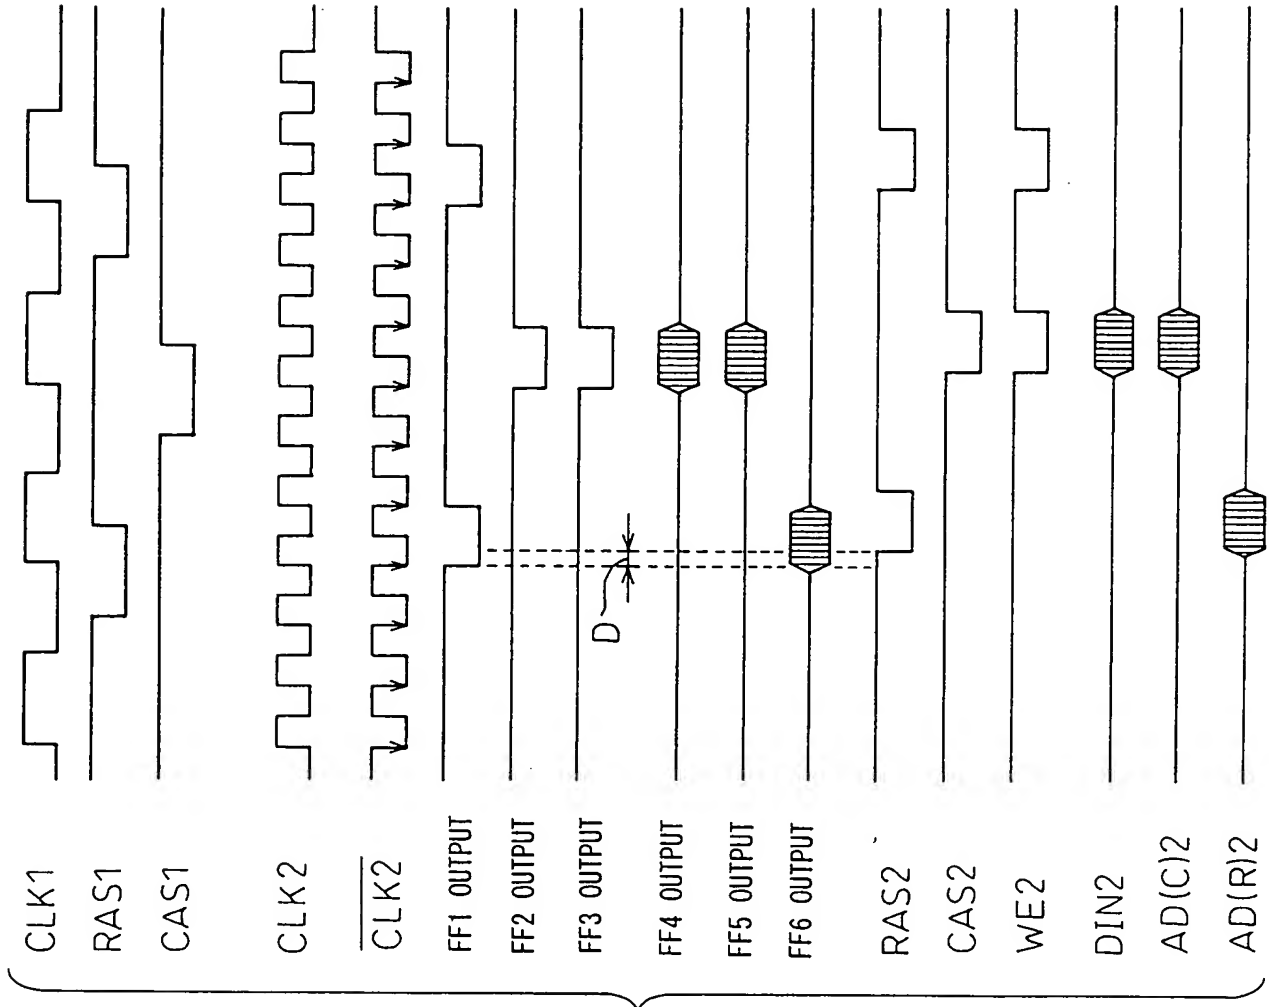 CLK1
RAS1
CAS1
CLK2
C̅L̅K̅2̅
FF1 OUTPUT
FF2 OUTPUT
FF3 OUTPUT
FF4 OUTPUT
FF5 OUTPUT
FF6 OUTPUT
RAS2
CAS2
WE2
DIN2
AD(C)2
AD(R)2
D